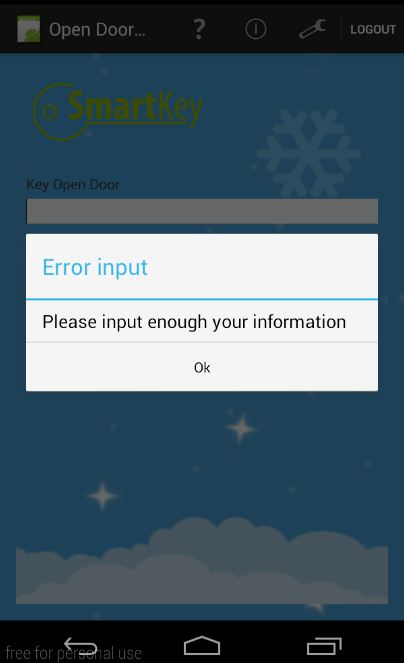 Open Door...
?
i
LOGOUT
SmartKey
Key Open Door
Error input
Please input enough your information
Ok
free for personal use